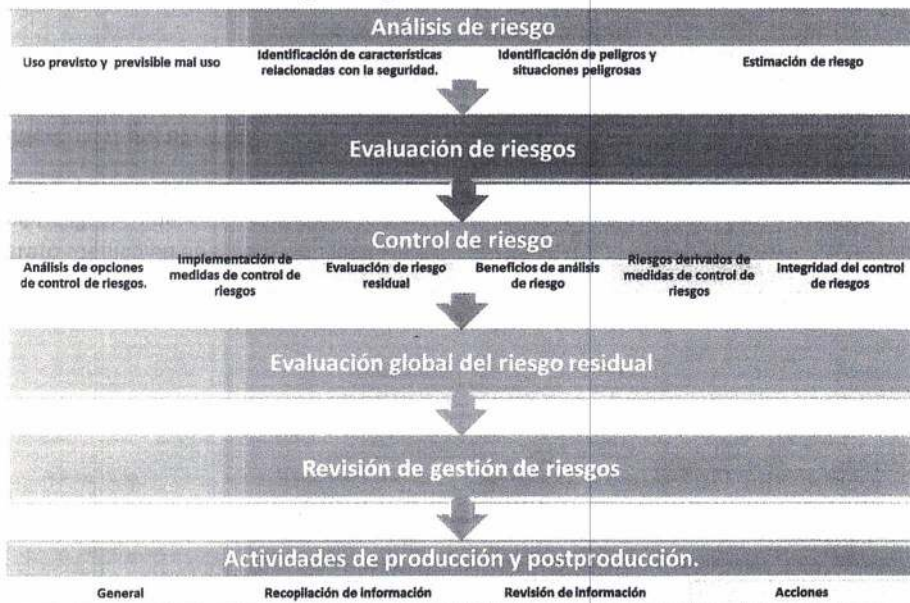 Análisis de riesgo
Uso previsto y previsible mal uso
Identificación de características
relacionadas con la seguridad.
Identificación de peligros y
situaciones peligrosas
Estimación de riesgo
Evaluación de riesgos
Control de riesgo
Análisis de opciones
de control de riesgos.
Implementación de
medidas de control de
riesgos
Evaluación de riesgo
residual
Beneficios de análisis
de riesgo
Riesgos derivados de
medidas de control de
riesgos
Integridad del control
de riesgos
Evaluación global del riesgo residual
Revisión de gestión de riesgos
Actividades de producción y postproducción.
General
Recopilación de información
Revisión de información
Acciones